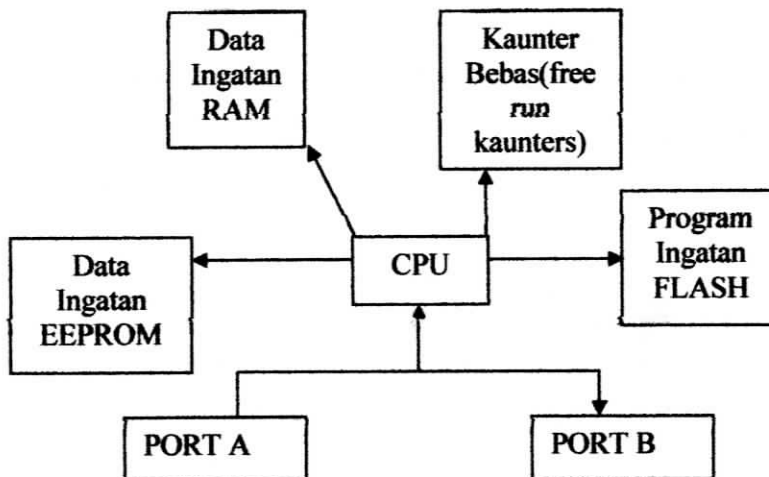 Data
Ingatan
RAM
Kaunter
Bebas(free
run
kaunters)
Data
Ingatan
EEPROM
CPU
Program
Ingatan
FLASH
PORT A
PORT B